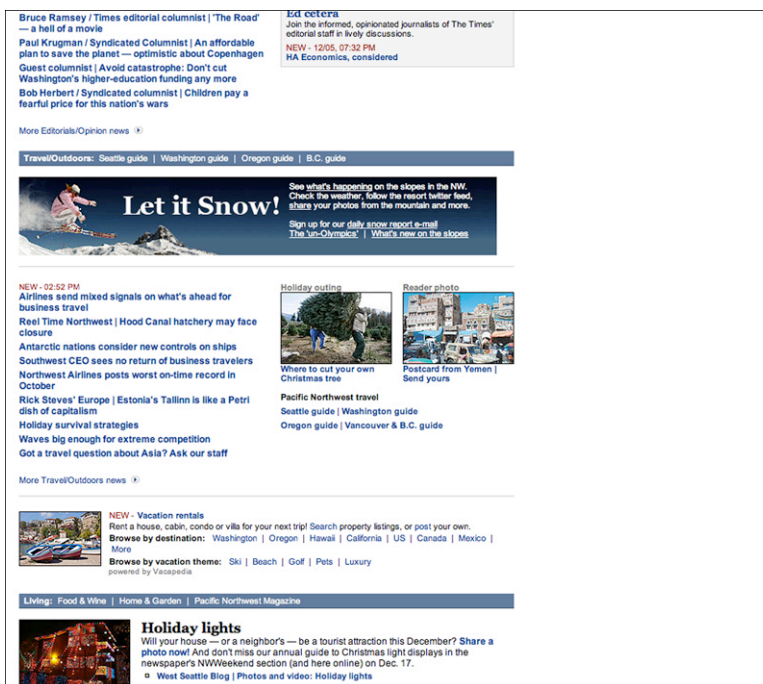 Bruce Ramsey / Times editorial columnist | 'The Road'
— a hell of a movie
Paul Krugman / Syndicated Columnist | An affordable
plan to save the planet — optimistic about Copenhagen
Guest columnist | Avoid catastrophe: Don't cut
Washington's higher-education funding any more
Bob Herbert / Syndicated columnist | Children pay a
fearful price for this nation's wars
More Editorials/Opinion news
Ed cetera
Join the informed, opinionated journalists of The Times'
editorial staff in lively discussions.
NEW - 12/05, 07:32 PM
HA Economics, considered
Travel/Outdoors: Seattle guide | Washington guide | Oregon guide | B.C. guide
Let it Snow!
See what's happening on the slopes in the NW.
Check the weather, follow the resort twitter feed,
share your photos from the mountain and more.
Sign up for our daily snow report e-mail
The 'un-Olympics' | What's new on the slopes
NEW - 02:52 PM
Airlines send mixed signals on what's ahead for
business travel
Reel Time Northwest | Hood Canal hatchery may face
closure
Antarctic nations consider new controls on ships
Southwest CEO sees no return of business travelers
Northwest Airlines posts worst on-time record in
October
Rick Steves' Europe | Estonia's Tallinn is like a Petri
dish of capitalism
Holiday survival strategies
Waves big enough for extreme competition
Got a travel question about Asia? Ask our staff
More Travel/Outdoors news
Holiday outing
Where to cut your own
Christmas tree
Reader photo
Postcard from Yemen |
Send yours
Pacific Northwest travel
Seattle guide | Washington guide
Oregon guide | Vancouver & B.C. guide
NEW - Vacation rentals
Rent a house, cabin, condo or villa for your next trip! Search property listings, or post your own.
Browse by destination: Washington | Oregon | Hawaii | California | US | Canada | Mexico |
More
Browse by vacation theme: Ski | Beach | Golf | Pets | Luxury
powered by Vacapedia
Living: Food & Wine | Home & Garden | Pacific Northwest Magazine
Holiday lights
Will your house — or a neighbor's — be a tourist attraction this December? Share a
photo now! And don't miss our annual guide to Christmas light displays in the
newspaper's NWWeekend section (and here online) on Dec. 17.
West Seattle Blog | Photos and video: Holiday lights